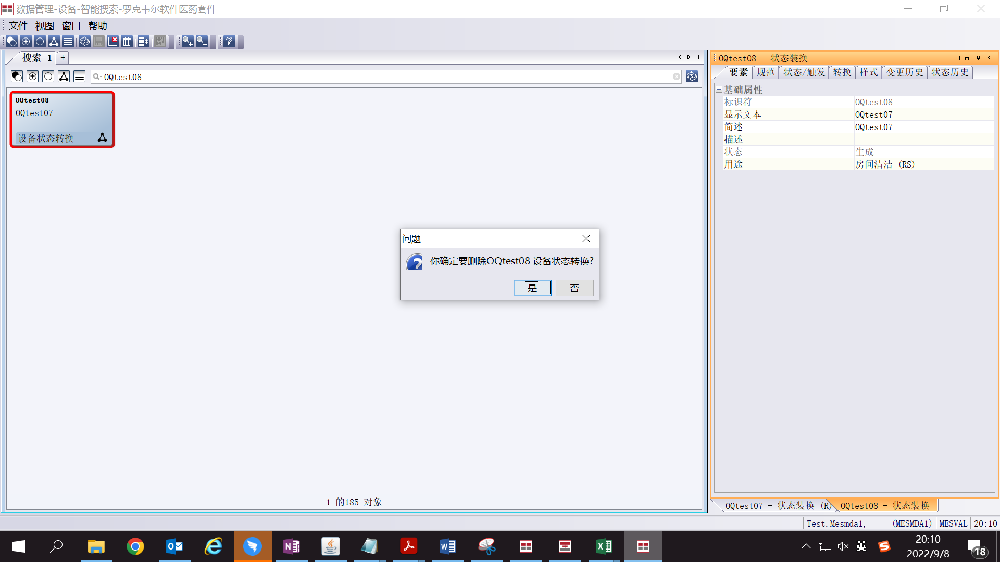 数据管理-设备-智能搜索-罗克韦尔软件医药套件
文件 视图 窗口 帮助
搜索 1 +
OQtest08
OQtest08
OQtest07
设备状态转换
1 的185 对象
问题
你确定要删除OQtest08 设备状态转换?
是 否
OQtest08 - 状态装换
要素 规范 状态/触发 转换 样式 变更历史 状态历史
基础属性
标识符 OQtest08
显示文本 OQtest07
简述 OQtest07
描述
状态 生成
用途 房间清洁 (RS)
OQtest07 - 状态装换 (R) OQtest08 - 状态装换
Test.Mesmda1, --- (MESMDA1) MESVAL 20:10
英 20:10
2022/9/8
18